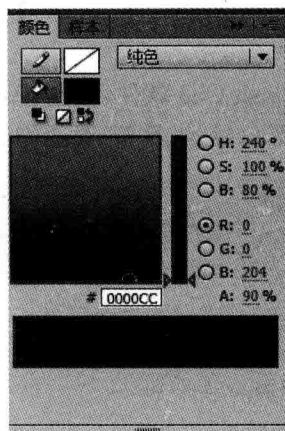 颜色 样本
纯色
H: 240 °
S: 100 %
B: 80 %
R: 0
G: 0
B: 204
# 0000CC
A: 90 %